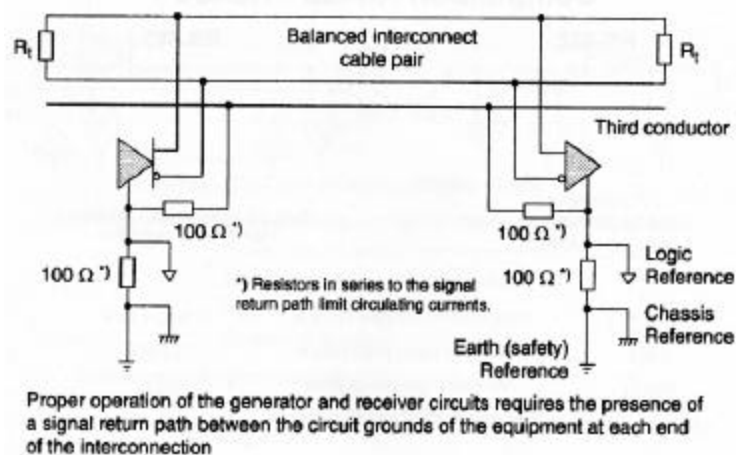 Balanced interconnect
cable pair
Rt
Rt
Third conductor
100 Ω *)
100 Ω *)
100 Ω *)
100 Ω *)
*) Resistors in series to the signal
return path limit circulating currents.
Logic
Reference
Chassis
Reference
Earth (safety)
Reference
Proper operation of the generator and receiver circuits requires the presence of
a signal return path between the circuit grounds of the equipment at each end
of the interconnection